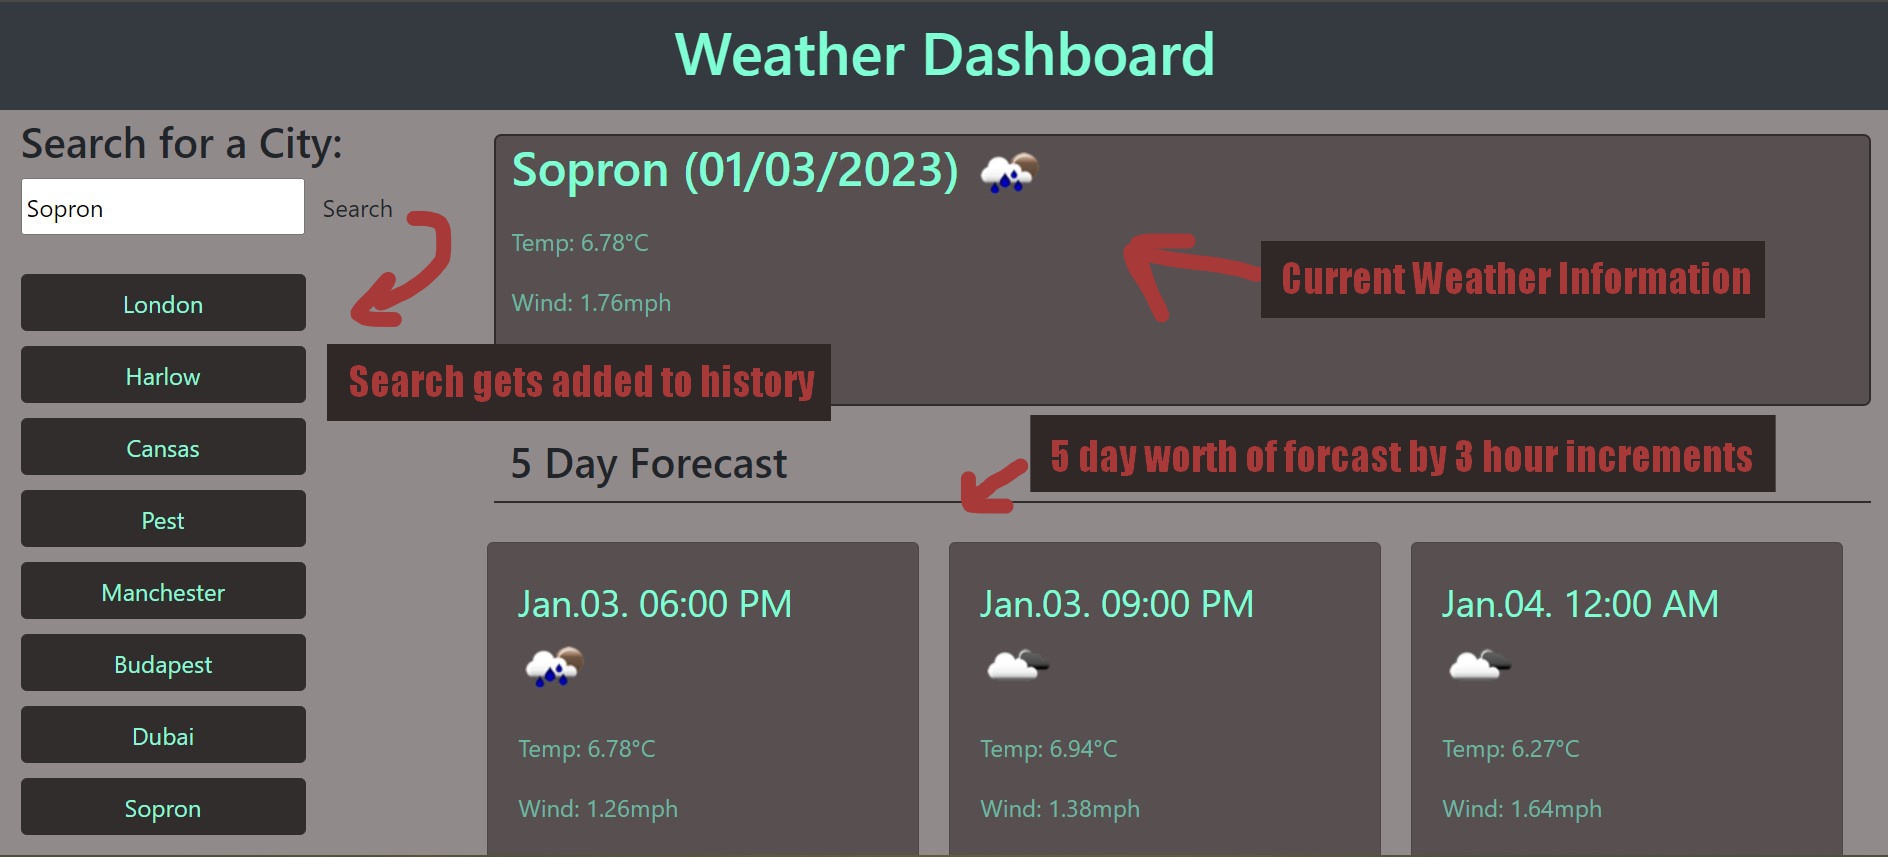 Weather Dashboard
Search for a City:
Sopron
Search
London
Harlow
Cansas
Pest
Manchester
Budapest
Dubai
Sopron
Search gets added to history
Sopron (01/03/2023)
Temp: 6.78°C
Wind: 1.76mph
Current Weather Information
5 Day Forecast
5 day worth of forcast by 3 hour increments
Jan.03. 06:00 PM
Temp: 6.78°C
Wind: 1.26mph
Jan.03. 09:00 PM
Temp: 6.94°C
Wind: 1.38mph
Jan.04. 12:00 AM
Temp: 6.27°C
Wind: 1.64mph